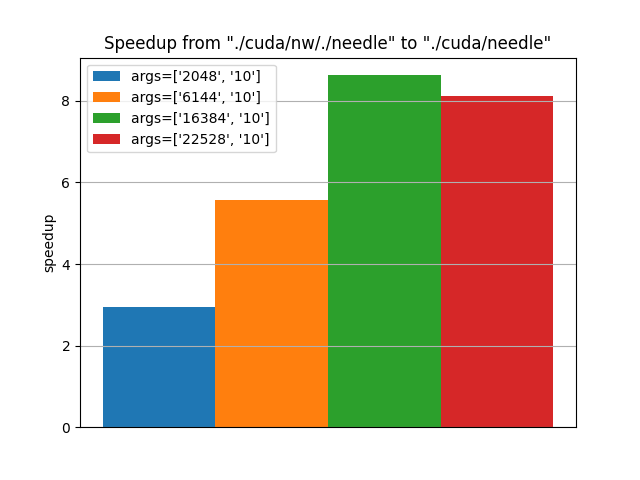 Speedup from "./cuda/nw/./needle" to "./cuda/needle"
args=['2048', '10']
args=['6144', '10']
args=['16384', '10']
args=['22528', '10']
8
6
4
2
0
speedup